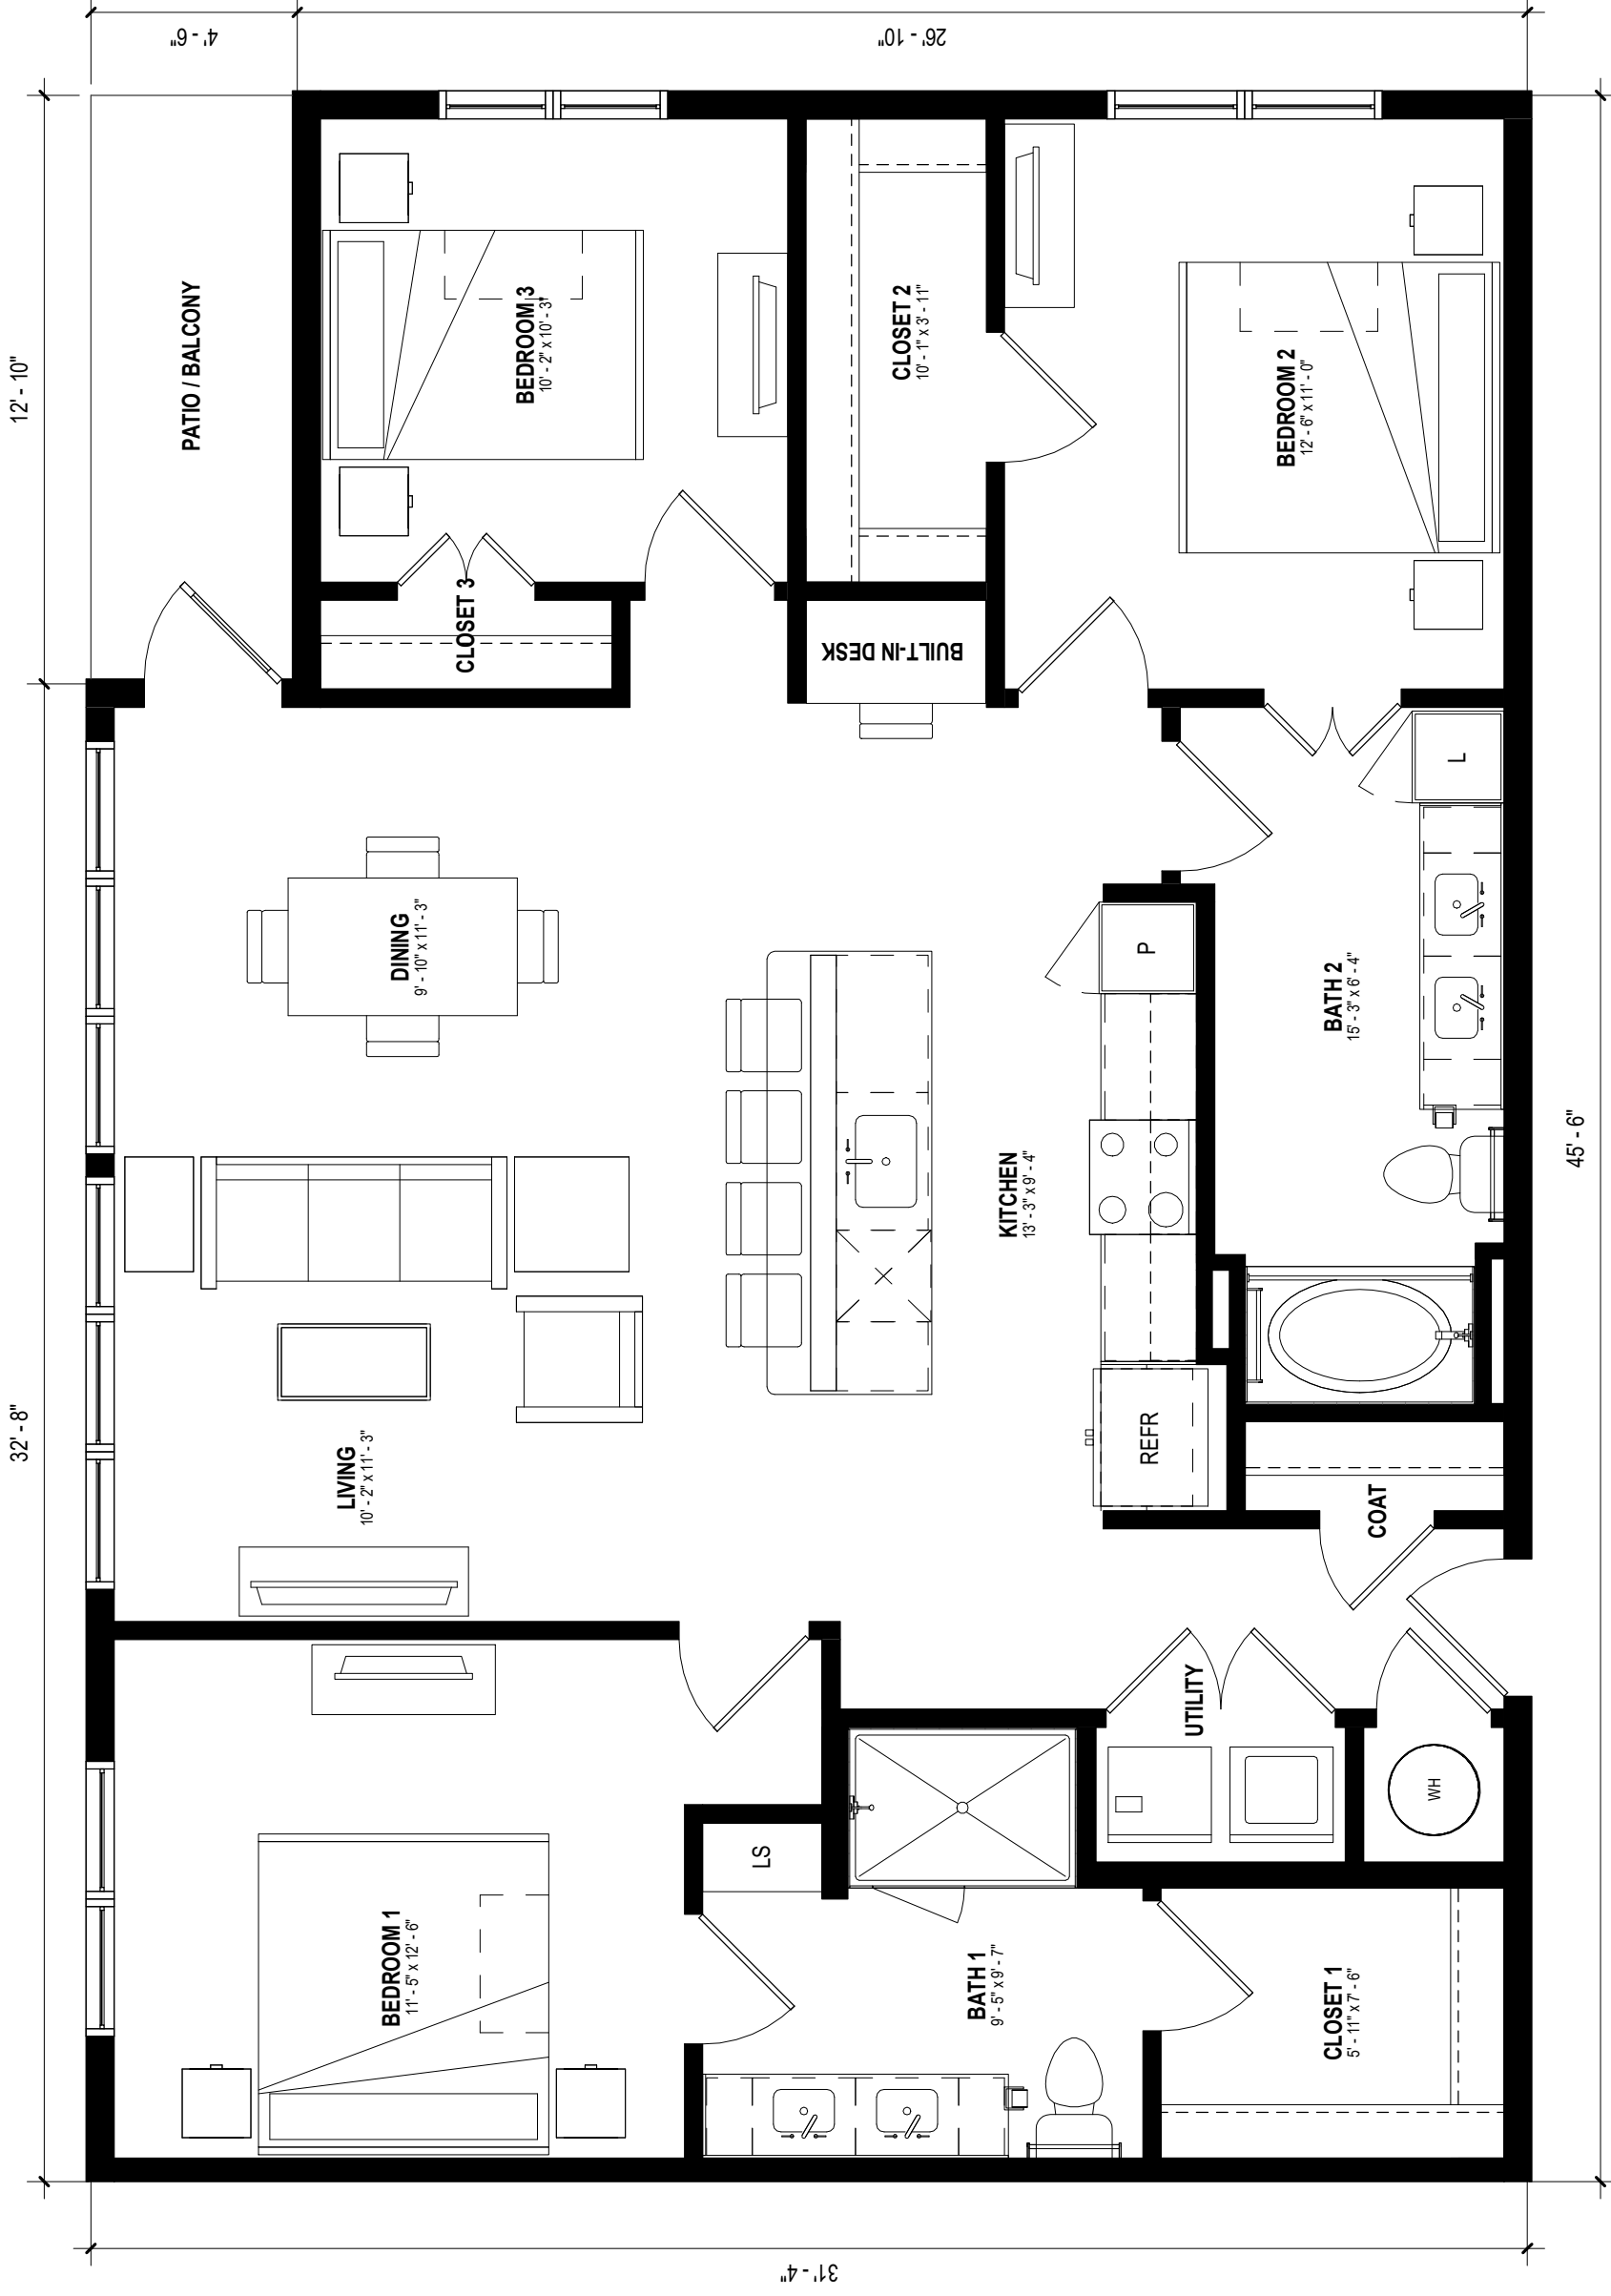 12' - 10"
32' - 8"
4' - 6"
26' - 10"
45' - 6"
31' - 4"
PATIO / BALCONY
BEDROOM 3
10' - 2" x 10' - 3"
CLOSET 3
CLOSET 2
10' - 1" x 3' - 11"
BUILT-IN DESK
BEDROOM 2
12' - 6" x 11' - 0"
DINING
9' - 10" x 11' - 3"
LIVING
10' - 2" x 11' - 3"
KITCHEN
13' - 3" x 9' - 4"
P
REFR
BATH 2
15' - 3" x 6' - 4"
L
COAT
UTILITY
WH
BEDROOM 1
11' - 5" x 12' - 6"
LS
BATH 1
9' - 5" x 9' - 7"
CLOSET 1
5' - 11" x 7' - 6"